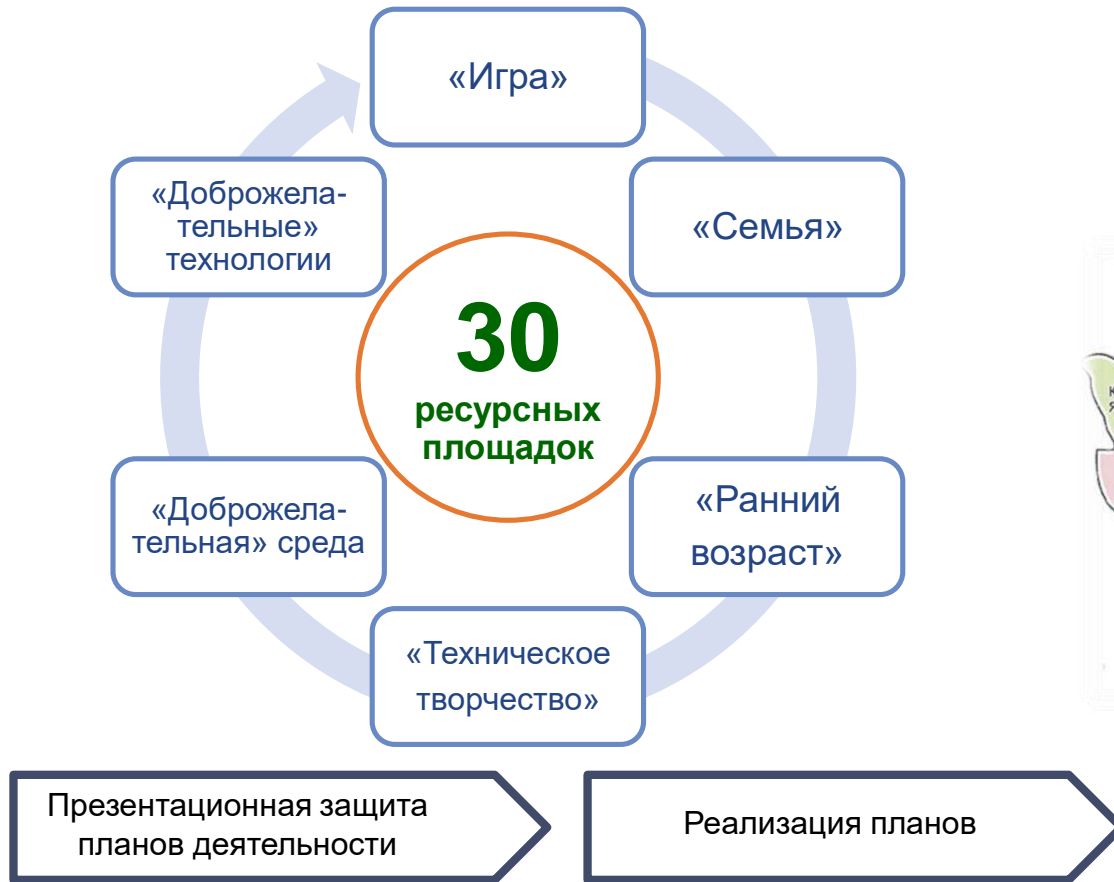 «Игра»
«Доброжела-
тельные»
технологии
«Семья»
30
ресурсных
площадок
«Доброжела-
тельная» среда
«Ранний
возраст»
«Техническое
творчество»
Презентационная защита
планов деятельности
Реализация планов